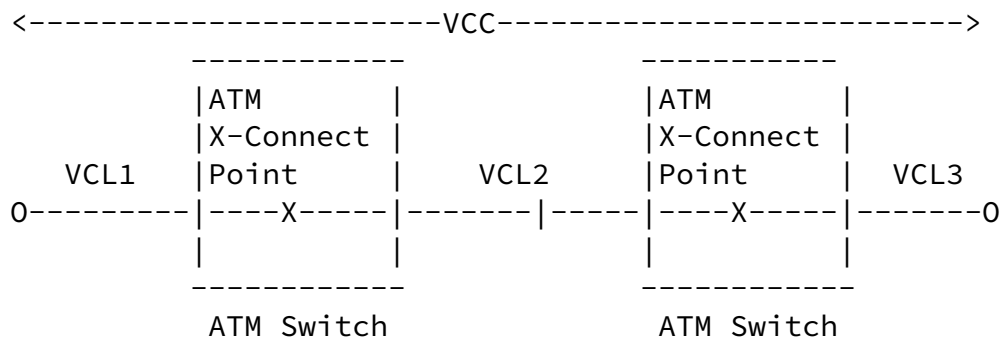 <-----------------------VCC-------------------------->
------------ -----------
|ATM | |ATM |
|X-Connect | |X-Connect |
VCL1 |Point | VCL2 |Point | VCL3
O---------|----X-----|-------|-----|----X-----|-------O
| | | |
------------ ------------
ATM Switch ATM Switch